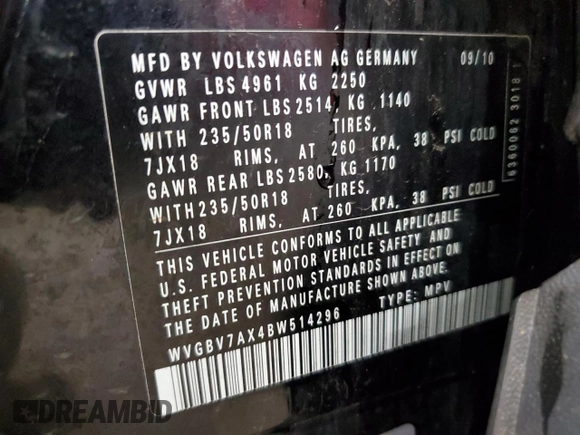 MFD BY VOLKSWAGEN AG GERMANY 09/10
GVWR LBS 4961 KG 2250
GAWR FRONT LBS 2514 KG 1140
WITH 235/50R18 TIRES,
7JX18 RIMS, AT 260 KPA, 38 PSI COLD
GAWR REAR LBS 2580, KG 1170
WITH 235/50R18 TIRES,
7JX18 RIMS, AT 260 KPA, 38 PSI COLD
THIS VEHICLE CONFORMS TO ALL APPLICABLE
U.S. FEDERAL MOTOR VEHICLE SAFETY AND
THEFT PREVENTION STANDARDS IN EFFECT ON
THE DATE OF MANUFACTURE SHOWN ABOVE.
WVGBV7AX4BW514296 TYPE: MPV
6360062 3018
DREAMBID